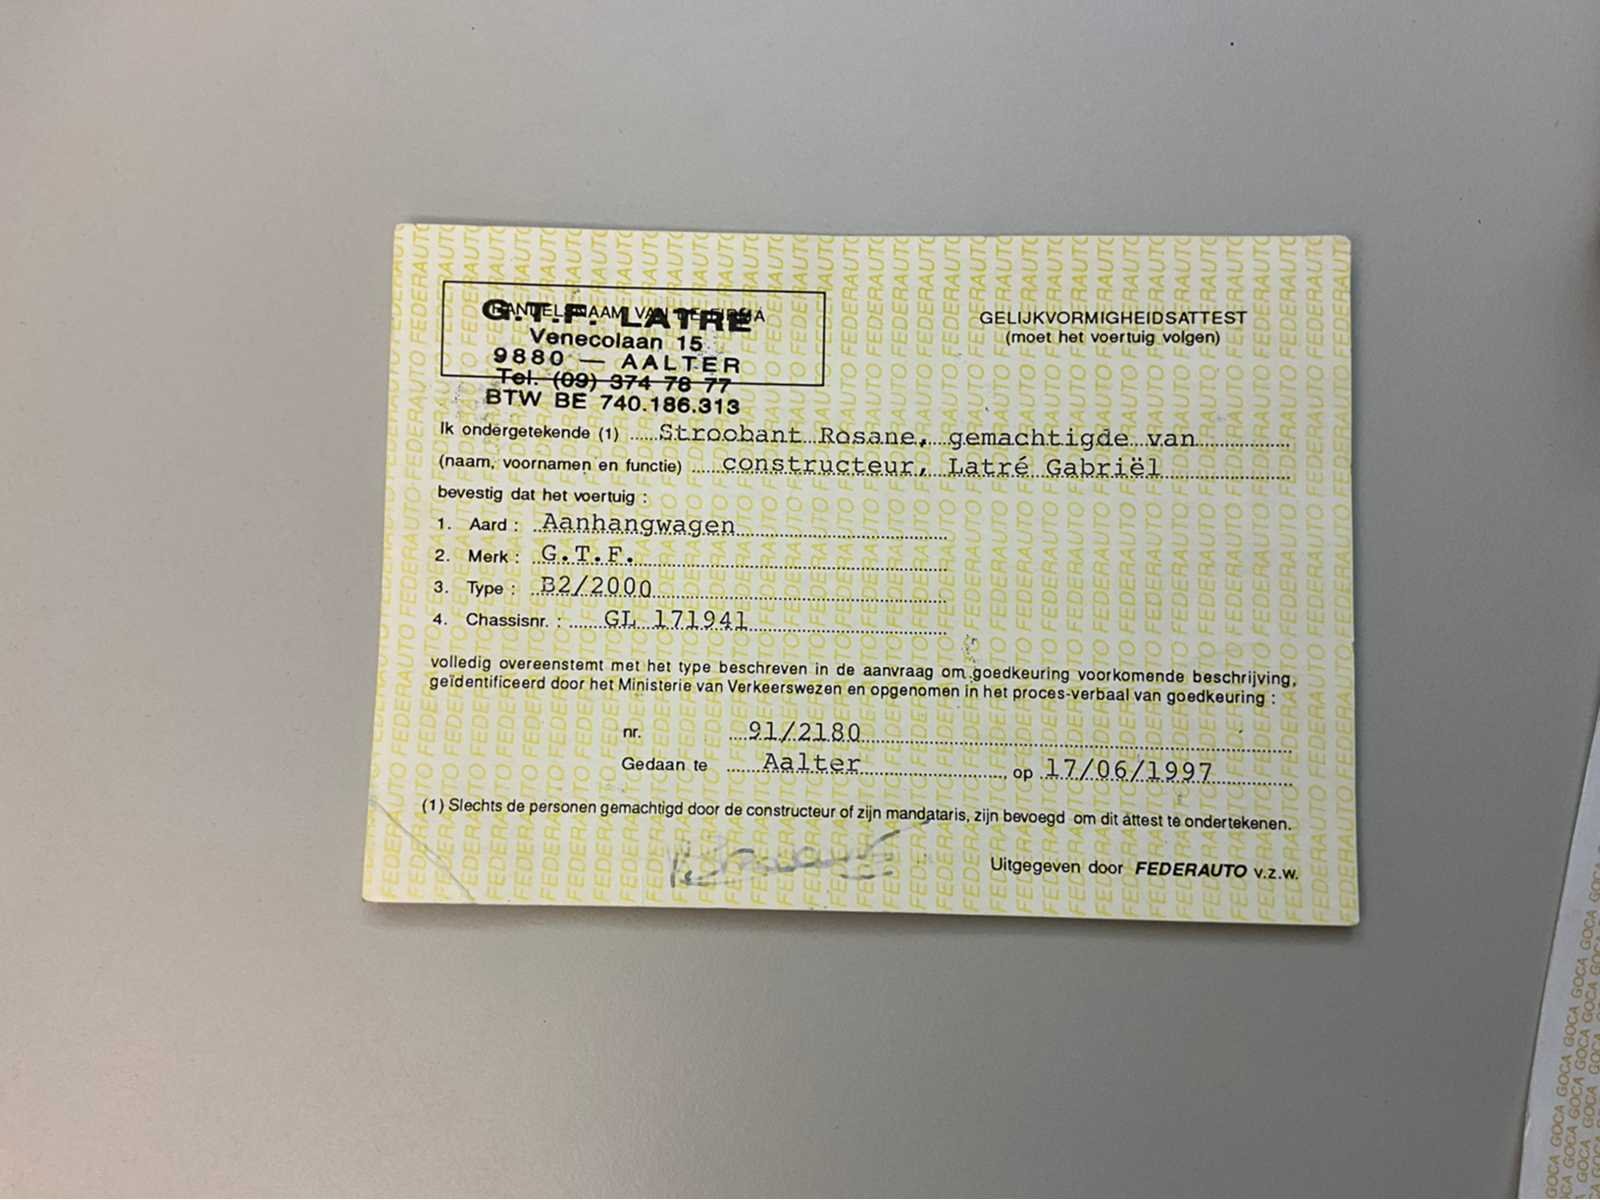 HANDELSNAAM VAN DE FIRMA
G.T.F. LATRE
Venecolaan 15
9880 — AALTER
Tel. (09) 374 78 77
BTW BE 740.186.313
GELIJKVORMIGHEIDSATTEST
(moet het voertuig volgen)
Ik ondergetekende (1) Stroobant Rosane, gemachtigde van
(naam, voornamen en functie) constructeur, Latré Gabriël
bevestig dat het voertuig :
1. Aard : Aanhangwagen
2. Merk : G.T.F.
3. Type : B2/2000
4. Chassisnr. : GL 171941
volledig overeenstemt met het type beschreven in de aanvraag om goedkeuring voorkomende beschrijving,
geïdentificeerd door het Ministerie van Verkeerswezen en opgenomen in het proces-verbaal van goedkeuring :
nr. 91/2180
Gedaan te Aalter, op 17/06/1997
(1) Slechts de personen gemachtigd door de constructeur of zijn mandataris, zijn bevoegd om dit attest te ondertekenen.
Uitgegeven door FEDERAUTO v.z.w.